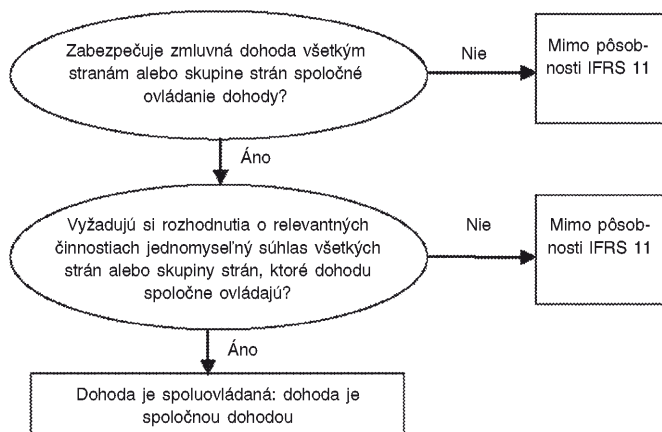 Zabezpečuje zmluvná dohoda všetkým
stranám alebo skupine strán spoločné
ovládanie dohody?
Nie
Mimo pôsob-
nosti IFRS 11
Áno
Vyžadujú si rozhodnutia o relevantných
činnostiach jednomyseľný súhlas všetkých
strán alebo skupiny strán, ktoré dohodu
spoločne ovládajú?
Nie
Mimo pôsob-
nosti IFRS 11
Áno
Dohoda je spoluovládaná: dohoda je
spoločnou dohodou